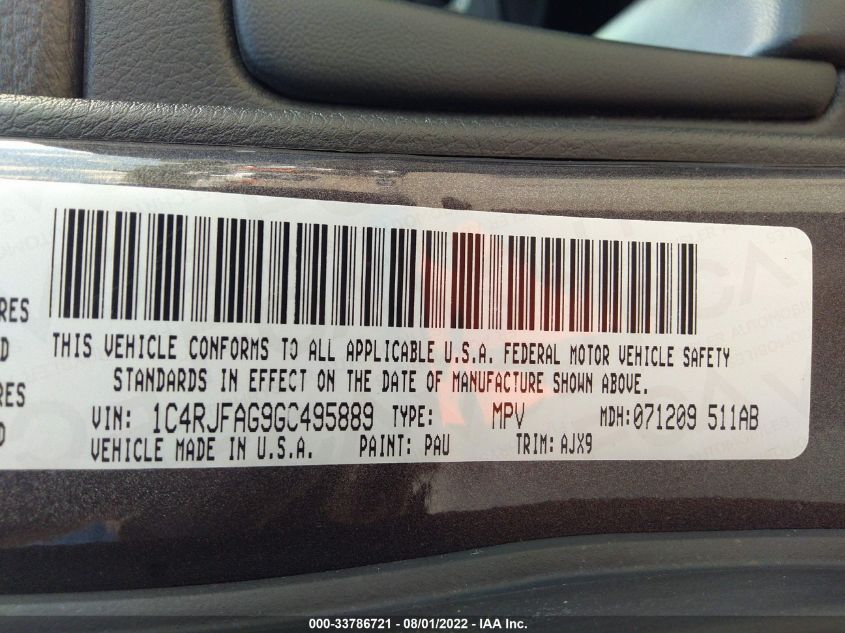 RES
D
RES
D
THIS VEHICLE CONFORMS TO ALL APPLICABLE U.S.A. FEDERAL MOTOR VEHICLE SAFETY
STANDARDS IN EFFECT ON THE DATE OF MANUFACTURE SHOWN ABOVE.
VIN: 1C4RJFAG9GC495889 TYPE: MPV MDH:071209 511AB
VEHICLE MADE IN U.S.A. PAINT: PAU TRIM: AJX9
000-33786721 - 08/01/2022 - IAA Inc.